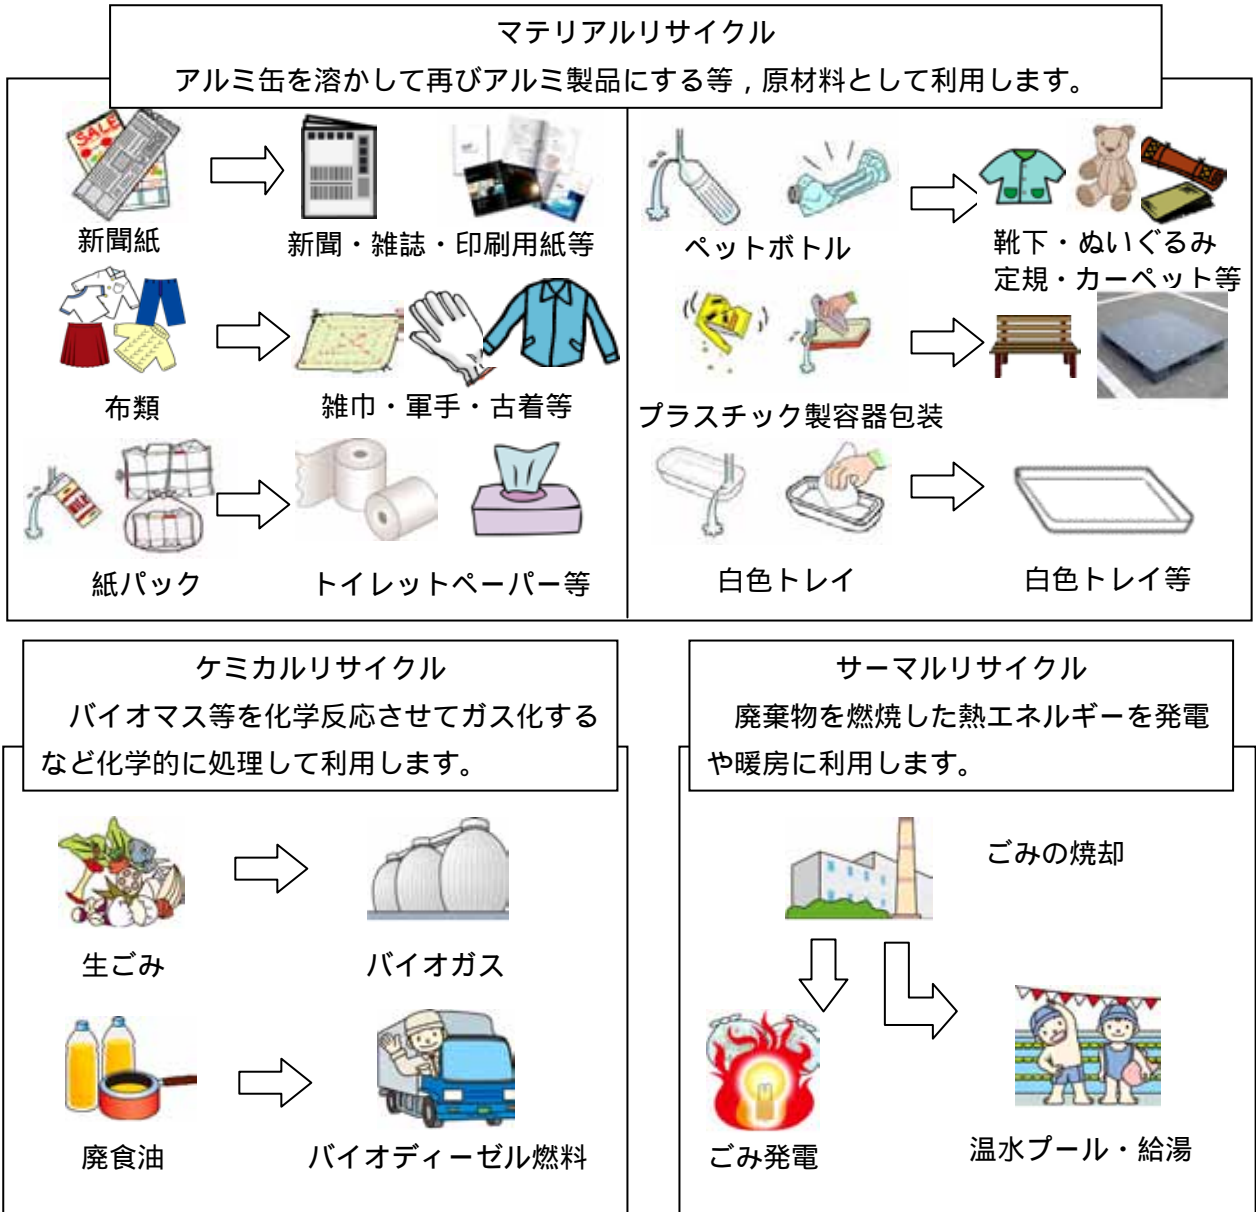 マテリアルリサイクル
アルミ缶を溶かして再びアルミ製品にする等，原材料として利用します。
SALE
新聞紙
新聞・雑誌・印刷用紙等
布類
雑巾・軍手・古着等
MILK
紙パック
トイレットペーパー等
ペットボトル
靴下・ぬいぐるみ
定規・カーペット等
プラスチック製容器包装
白色トレイ
白色トレイ等
ケミカルリサイクル
バイオマス等を化学反応させてガス化する
など化学的に処理して利用します。
生ごみ
バイオガス
廃食油
バイオディーゼル燃料
サーマルリサイクル
廃棄物を燃焼した熱エネルギーを発電
や暖房に利用します。
ごみの焼却
ごみ発電
温水プール・給湯